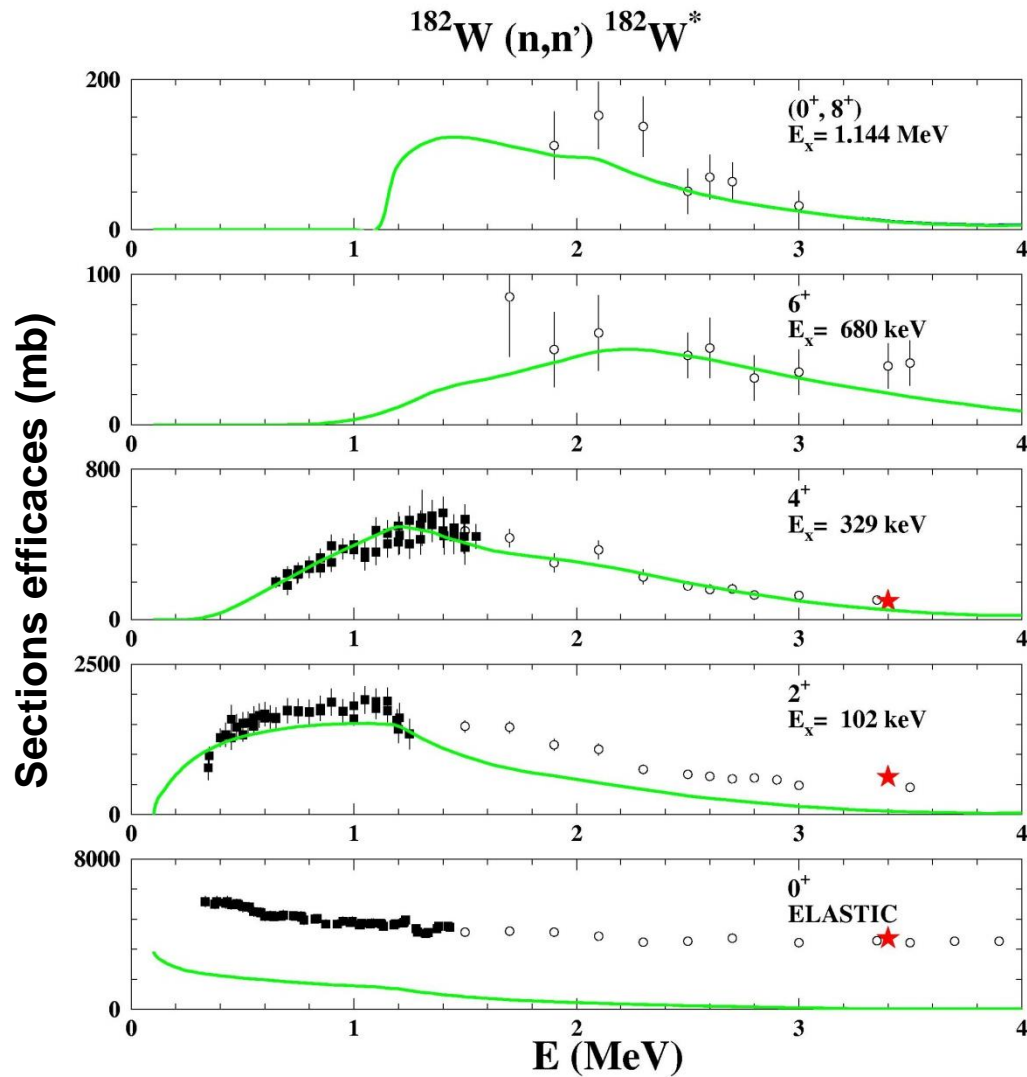 ¹⁸²W (n,n’) ¹⁸²W*
Sections efficaces (mb)
200
0
(0⁺, 8⁺)
Eₓ= 1.144 MeV
0 1 2 3 4
100
0
6⁺
Eₓ= 680 keV
0 1 2 3 4
800
0
4⁺
Eₓ= 329 keV
0 1 2 3 4
2500
0
2⁺
Eₓ= 102 keV
0 1 2 3 4
8000
0
0⁺
ELASTIC
0 1 2 3 4
E (MeV)